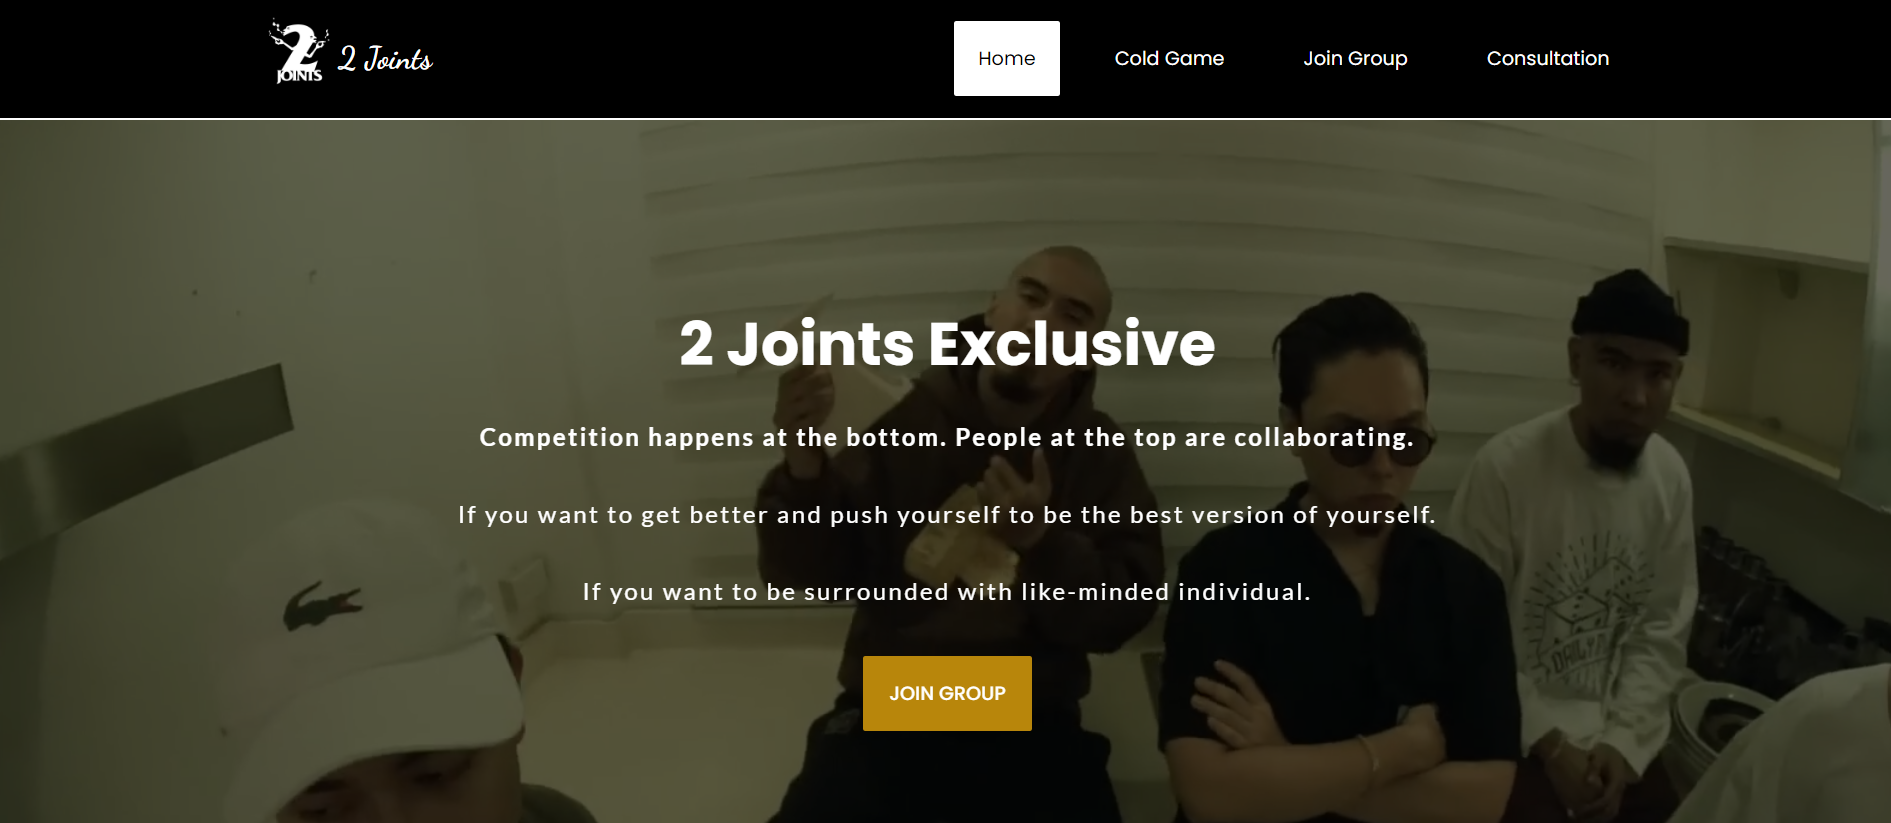 2
JOINTS
2 Joints
Home
Cold Game
Join Group
Consultation
2 Joints Exclusive
Competition happens at the bottom. People at the top are collaborating.
If you want to get better and push yourself to be the best version of yourself.
If you want to be surrounded with like-minded individual.
JOIN GROUP